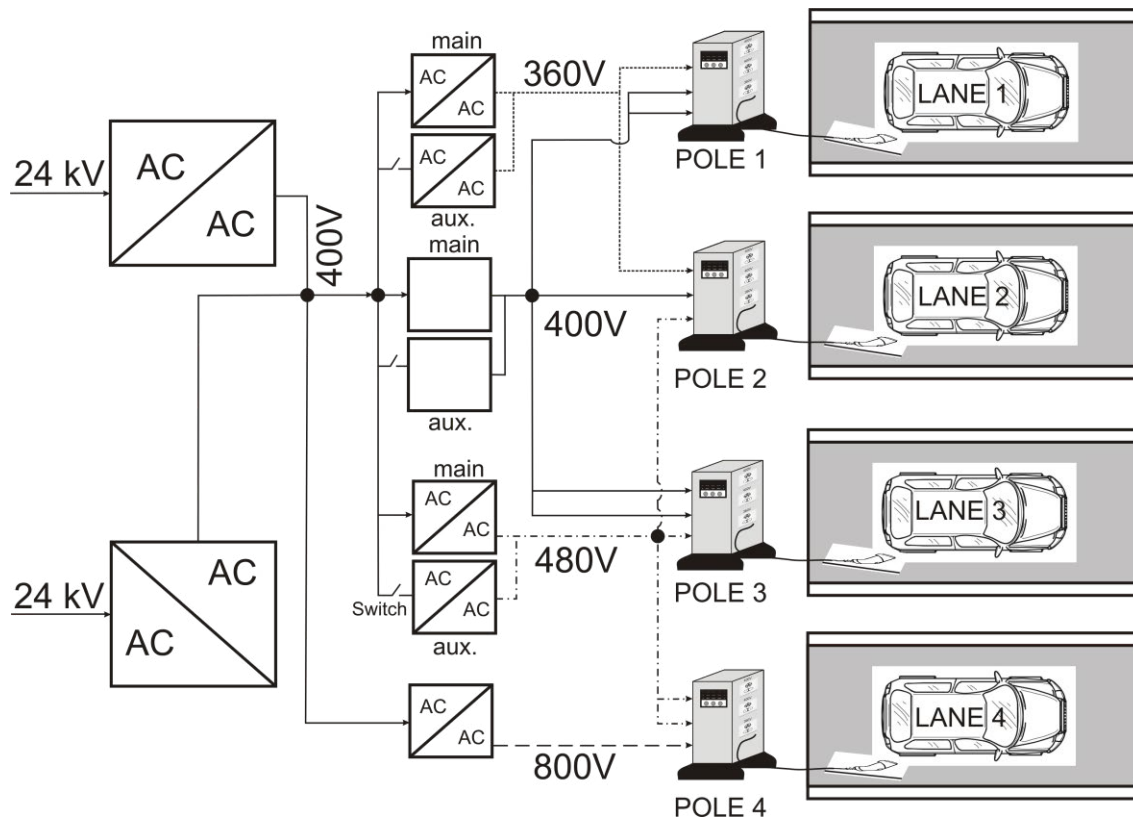 24 kV
AC
AC
24 kV
AC
AC
400V
main
AC
AC
AC
AC
aux.
main
aux.
main
AC
AC
Switch
AC
AC
aux.
AC
AC
360V
400V
480V
800V
POLE 1
LANE 1
POLE 2
LANE 2
POLE 3
LANE 3
POLE 4
LANE 4